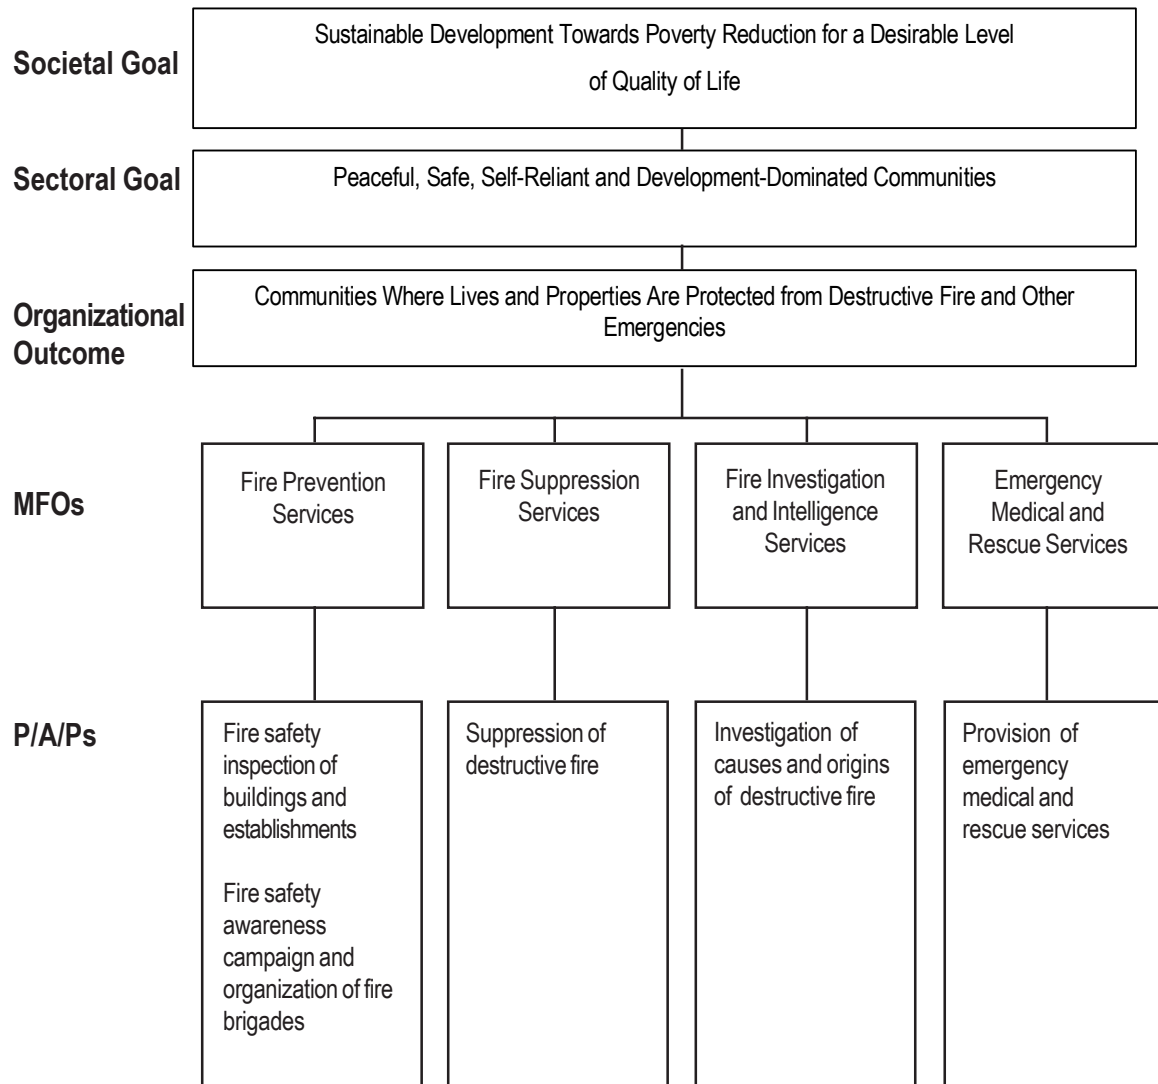 Societal Goal
Sustainable Development Towards Poverty Reduction for a Desirable Level
of Quality of Life
Sectoral Goal
Peaceful, Safe, Self-Reliant and Development-Dominated Communities
Organizational
Outcome
Communities Where Lives and Properties Are Protected from Destructive Fire and Other
Emergencies
MFOs
Fire Prevention
Services
Fire Suppression
Services
Fire Investigation
and Intelligence
Services
Emergency
Medical and
Rescue Services
P/A/Ps
Fire safety
inspection of
buildings and
establishments
Fire safety
awareness
campaign and
organization of fire
brigades
Suppression of
destructive fire
Investigation of
causes and origins
of destructive fire
Provision of
emergency
medical and
rescue services